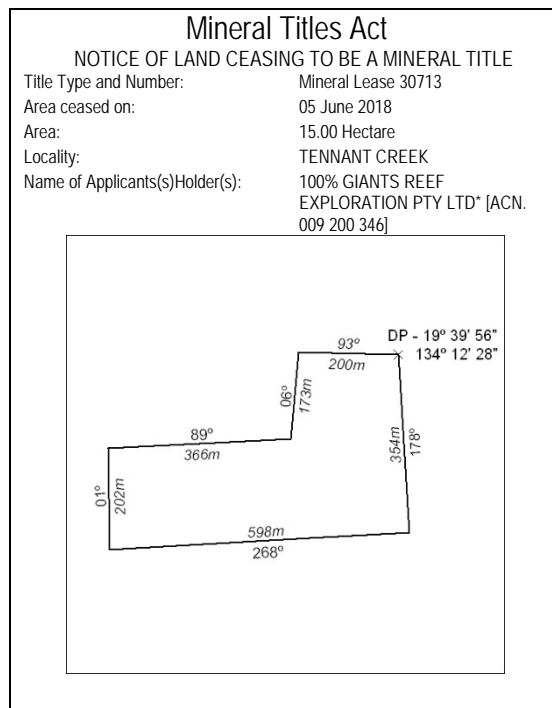 Mineral Titles Act
NOTICE OF LAND CEASING TO BE A MINERAL TITLE
Title Type and Number: Mineral Lease 30713
Area ceased on: 05 June 2018
Area: 15.00 Hectare
Locality: TENNANT CREEK
Name of Applicants(s)Holder(s): 100% GIANTS REEF
EXPLORATION PTY LTD* [ACN.
009 200 346]
DP - 19º 39' 56"
134º 12' 28"
93º
200m
06º
173m
89º
366m
354m
178º
01º
202m
598m
268º